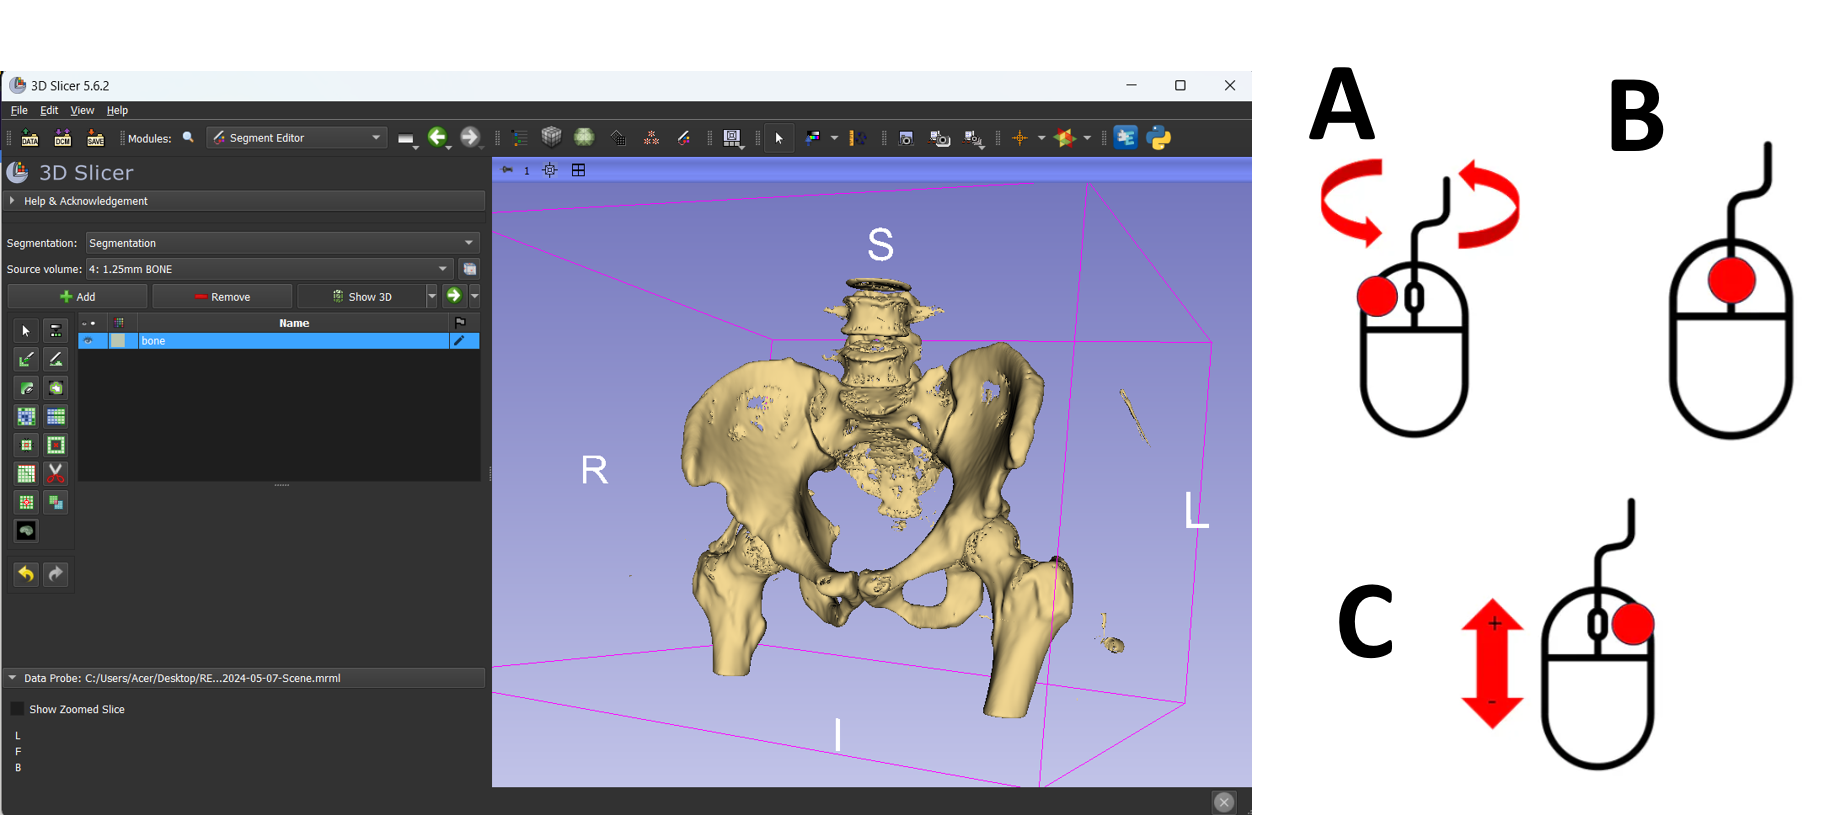 3D Slicer 5.6.2
File Edit View Help
DATA DCM SAVE Modules: Segment Editor
3D Slicer
1
Help & Acknowledgement
Segmentation: Segmentation
Source volume: 4: 1.25mm BONE
Add Remove Show 3D
Name
bone
Data Probe: C:/Users/Acer/Desktop/RE...2024-05-07-Scene.mrml
Show Zoomed Slice
L
F
B
S
R
L
I
A
B
C
+
-